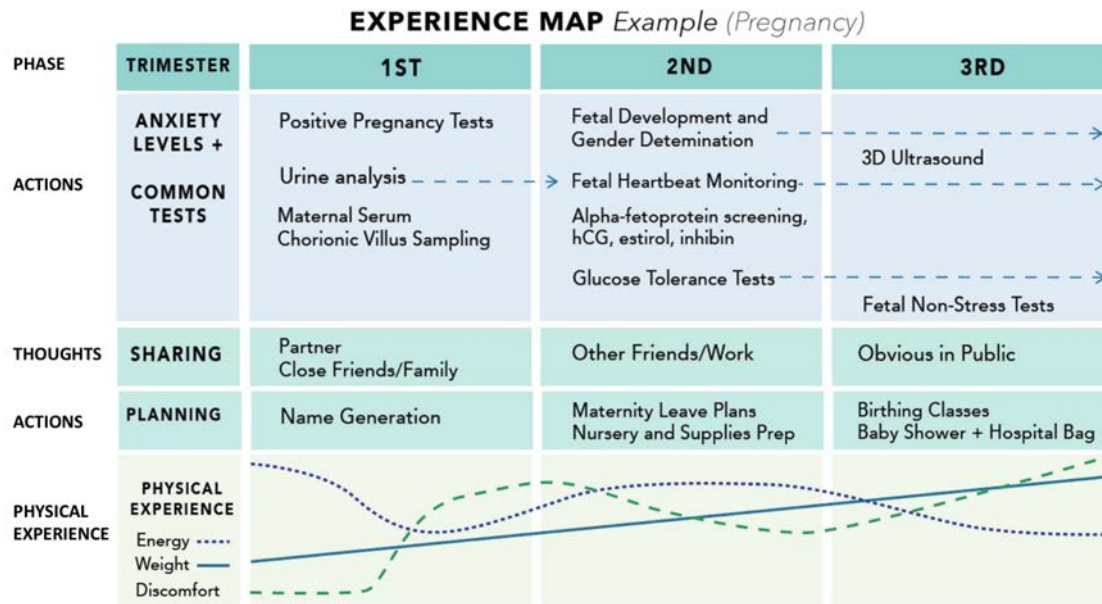 EXPERIENCE MAP Example (Pregnancy)
PHASE
TRIMESTER
1ST
2ND
3RD
ACTIONS
ANXIETY
LEVELS +
COMMON
TESTS
Positive Pregnancy Tests
Urine analysis
Maternal Serum
Chorionic Villus Sampling
Fetal Development and
Gender Detemination
Fetal Heartbeat Monitoring
Alpha-fetoprotein screening,
hCG, estirol, inhibin
Glucose Tolerance Tests
3D Ultrasound
Fetal Non-Stress Tests
THOUGHTS
SHARING
Partner
Close Friends/Family
Other Friends/Work
Obvious in Public
ACTIONS
PLANNING
Name Generation
Maternity Leave Plans
Nursery and Supplies Prep
Birthing Classes
Baby Shower + Hospital Bag
PHYSICAL
EXPERIENCE
PHYSICAL
EXPERIENCE
Energy
Weight
Discomfort